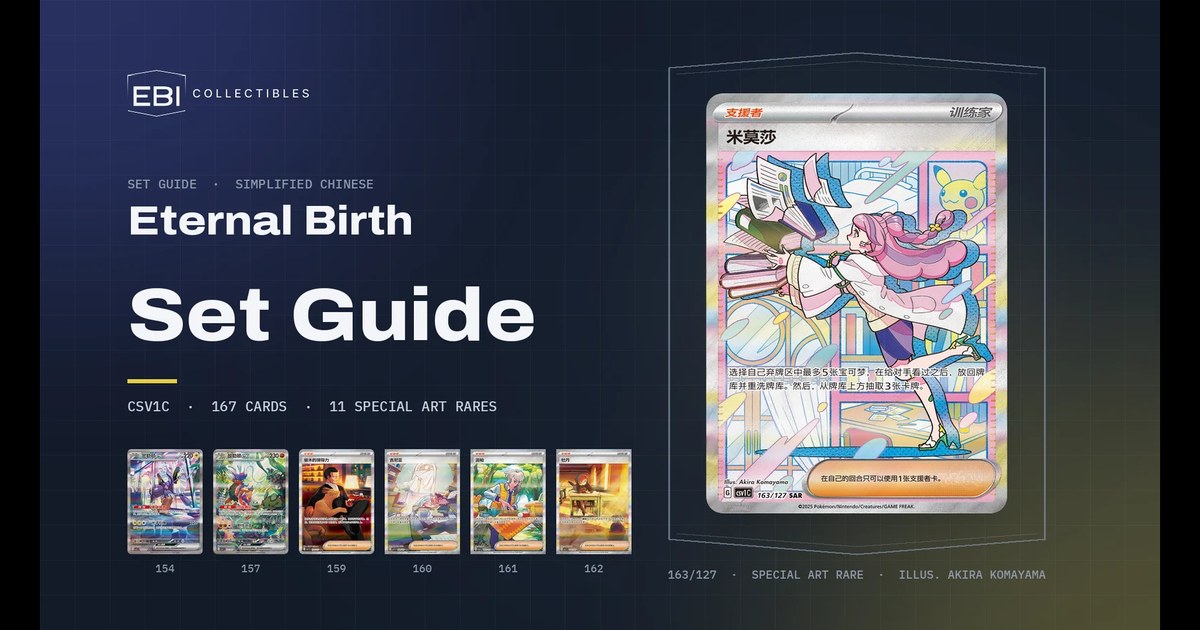 EBI COLLECTIBLES
SET GUIDE · SIMPLIFIED CHINESE
Eternal Birth
Set Guide
CSV1C · 167 CARDS · 11 SPECIAL ART RARES
154 157 159 160 161 162
支援者 训练家
米莫莎
选择自己弃牌区中最多5张宝可梦，在给对手看过之后，放回牌
库并重洗牌库。然后，从牌库上方抽取3张卡牌。
在自己的回合只可以使用1张支援者卡。
Illus. Akira Komayama
G CSV1C 163/127 SAR
©2025 Pokémon/Nintendo/Creatures/GAME FREAK.
163/127 · SPECIAL ART RARE · ILLUS. AKIRA KOMAYAMA